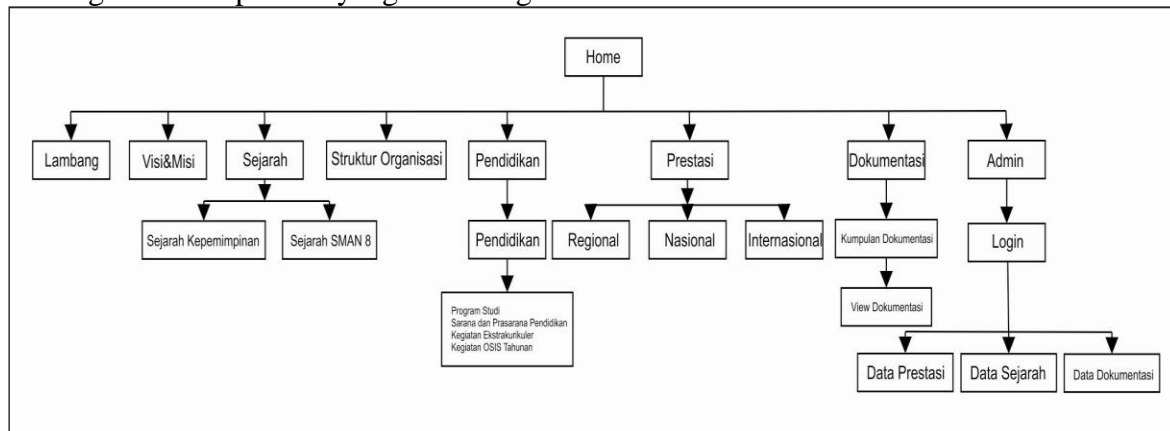 Home
Lambang
Visi&Misi
Sejarah
Struktur Organisasi
Pendidikan
Prestasi
Dokumentasi
Admin
Sejarah Kepemimpinan
Sejarah SMAN 8
Pendidikan
Regional
Nasional
Internasional
Kumpulan Dokumentasi
Login
Program Studi
Sarana dan Prasarana Pendidikan
Kegiatan Ekstrakurikuler
Kegiatan OSIS Tahunan
View Dokumentasi
Data Prestasi
Data Sejarah
Data Dokumentasi